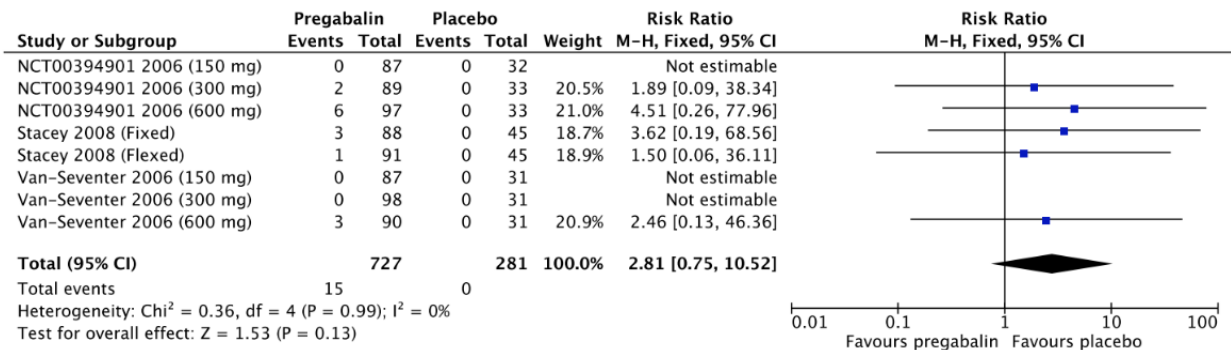 Pregabalin Placebo Risk Ratio Risk Ratio
Study or Subgroup Events Total Events Total Weight M-H, Fixed, 95% CI M-H, Fixed, 95% CI
NCT00394901 2006 (150 mg) 0 87 0 32 Not estimable
NCT00394901 2006 (300 mg) 2 89 0 33 20.5% 1.89 [0.09, 38.34]
NCT00394901 2006 (600 mg) 6 97 0 33 21.0% 4.51 [0.26, 77.96]
Stacey 2008 (Fixed) 3 88 0 45 18.7% 3.62 [0.19, 68.56]
Stacey 2008 (Flexed) 1 91 0 45 18.9% 1.50 [0.06, 36.11]
Van-Seventer 2006 (150 mg) 0 87 0 31 Not estimable
Van-Seventer 2006 (300 mg) 0 98 0 31 Not estimable
Van-Seventer 2006 (600 mg) 3 90 0 31 20.9% 2.46 [0.13, 46.36]
Total (95% CI) 727 281 100.0% 2.81 [0.75, 10.52]
Total events 15 0
Heterogeneity: Chi² = 0.36, df = 4 (P = 0.99); I² = 0%
Test for overall effect: Z = 1.53 (P = 0.13)
0.01 0.1 1 10 100
Favours pregabalin Favours placebo